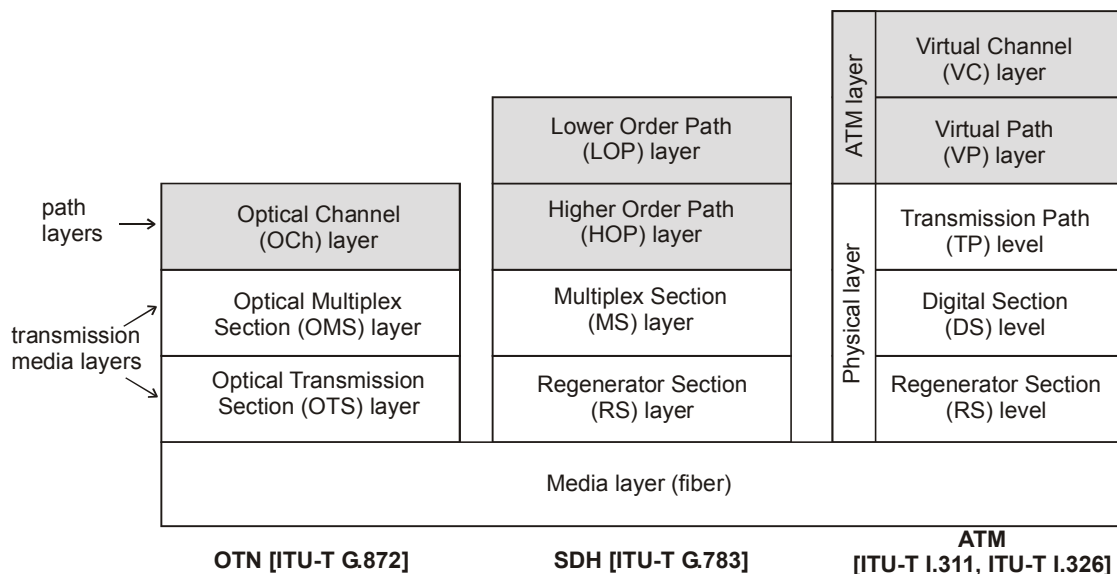 path
layers
transmission
media layers
Optical Channel
(OCh) layer
Optical Multiplex
Section (OMS) layer
Optical Transmission
Section (OTS) layer
Lower Order Path
(LOP) layer
Higher Order Path
(HOP) layer
Multiplex Section
(MS) layer
Regenerator Section
(RS) layer
ATM layer
Physical layer
Virtual Channel
(VC) layer
Virtual Path
(VP) layer
Transmission Path
(TP) level
Digital Section
(DS) level
Regenerator Section
(RS) level
Media layer (fiber)
OTN [ITU-T G.872]
SDH [ITU-T G.783]
ATM
[ITU-T I.311, ITU-T I.326]